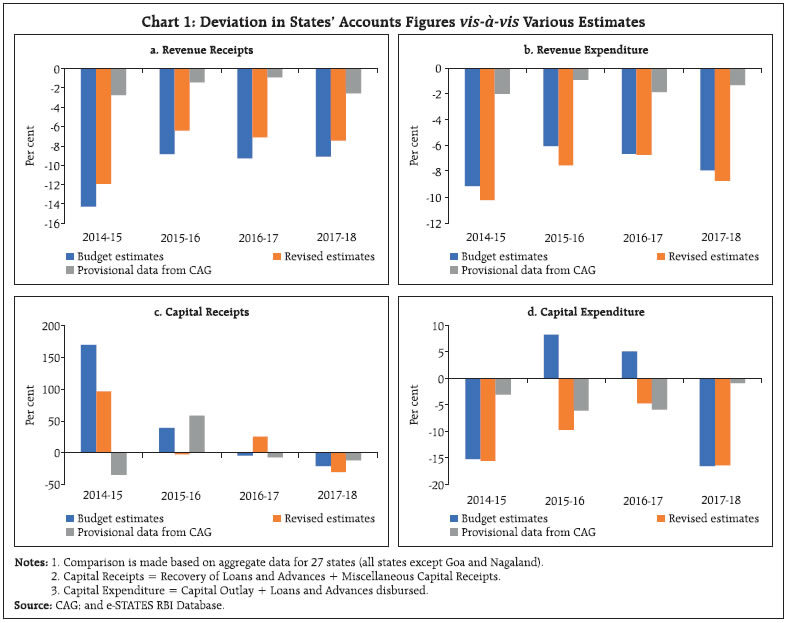 Chart 1: Deviation in States' Accounts Figures vis-à-vis Various Estimates
a. Revenue Receipts
Per cent
0
-2
-4
-6
-8
-10
-12
-14
-16
2014-15 2015-16 2016-17 2017-18
Budget estimates Revised estimates
Provisional data from CAG
b. Revenue Expenditure
Per cent
0
-2
-4
-6
-8
-10
-12
2014-15 2015-16 2016-17 2017-18
Budget estimates Revised estimates
Provisional data from CAG
c. Capital Receipts
Per cent
200
150
100
50
0
-50
2014-15 2015-16 2016-17 2017-18
Budget estimates Revised estimates
Provisional data from CAG
d. Capital Expenditure
Per cent
10
5
0
-5
-10
-15
-20
2014-15 2015-16 2016-17 2017-18
Budget estimates Revised estimates
Provisional data from CAG
Notes: 1. Comparison is made based on aggregate data for 27 states (all states except Goa and Nagaland).
2. Capital Receipts = Recovery of Loans and Advances + Miscellaneous Capital Receipts.
3. Capital Expenditure = Capital Outlay + Loans and Advances disbursed.
Source: CAG; and e-STATES RBI Database.